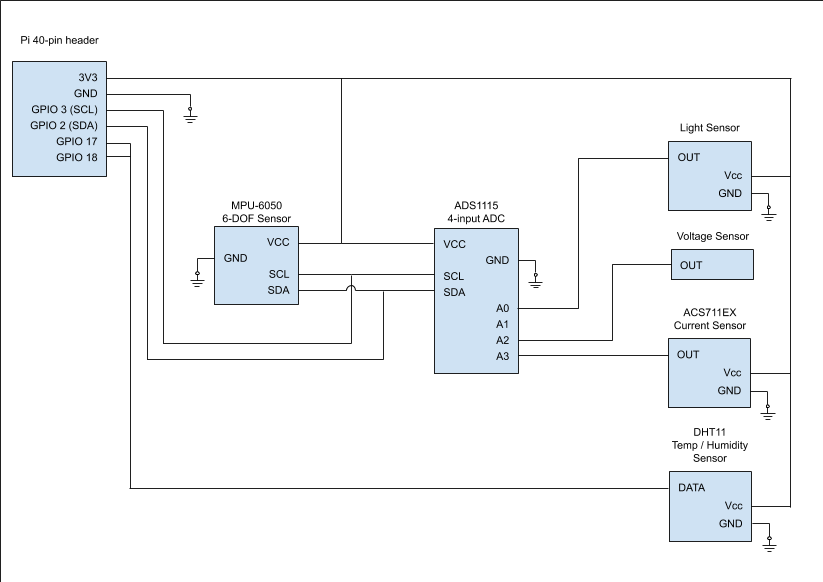 Pi 40-pin header
3V3
GND
GPIO 3 (SCL)
GPIO 2 (SDA)
GPIO 17
GPIO 18
MPU-6050
6-DOF Sensor
VCC
GND
SCL
SDA
ADS1115
4-input ADC
VCC
GND
SCL
SDA
A0
A1
A2
A3
Light Sensor
OUT
Vcc
GND
Voltage Sensor
OUT
ACS711EX
Current Sensor
OUT
Vcc
GND
DHT11
Temp / Humidity
Sensor
DATA
Vcc
GND